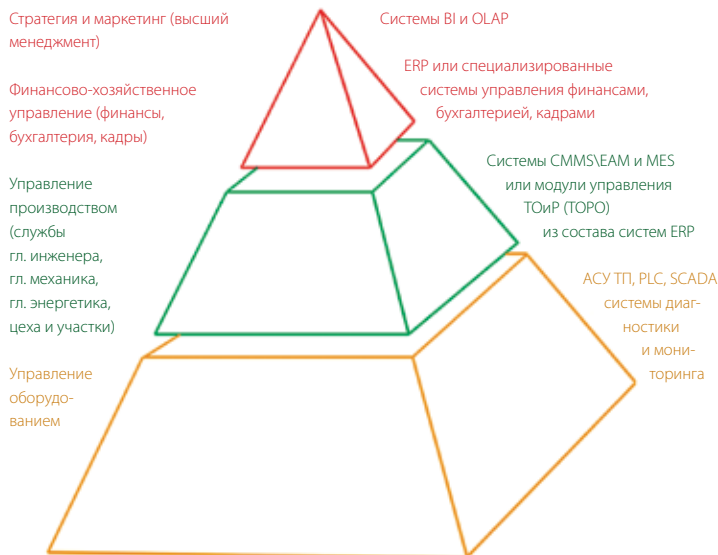 Стратегия и маркетинг (высший
менеджмент)
Финансово-хозяйственное
управление (финансы,
бухгалтерия, кадры)
Управление
производством
(службы
гл. инженера,
гл. механика,
гл. энергетика,
цеха и участки)
Управление
оборудо-
ванием
Системы BI и OLAP
ERP или специализированные
системы управления финансами,
бухгалтерией, кадрами
Системы CMMS\EAM и MES
или модули управления
ТОиР (ТОРО)
из состава систем ERP
АСУ ТП, PLC, SCADA
системы диаг-
ностики
и мони-
торинга